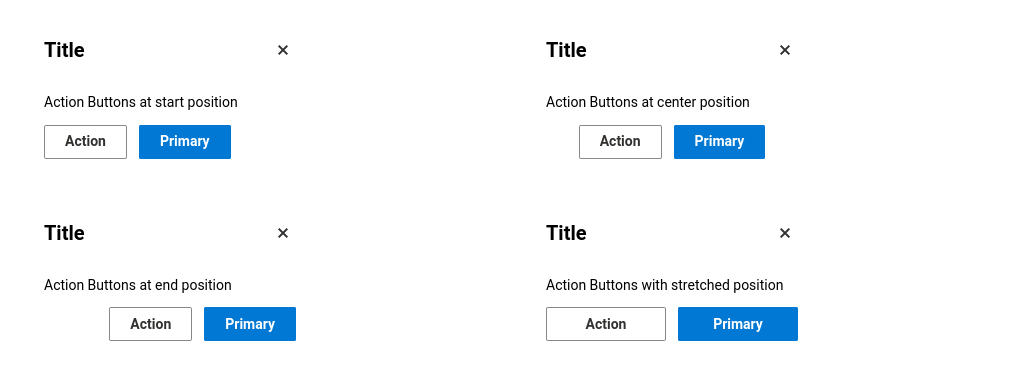 Title ×
Action Buttons at start position
Action Primary
Title ×
Action Buttons at center position
Action Primary
Title ×
Action Buttons at end position
Action Primary
Title ×
Action Buttons with stretched position
Action Primary